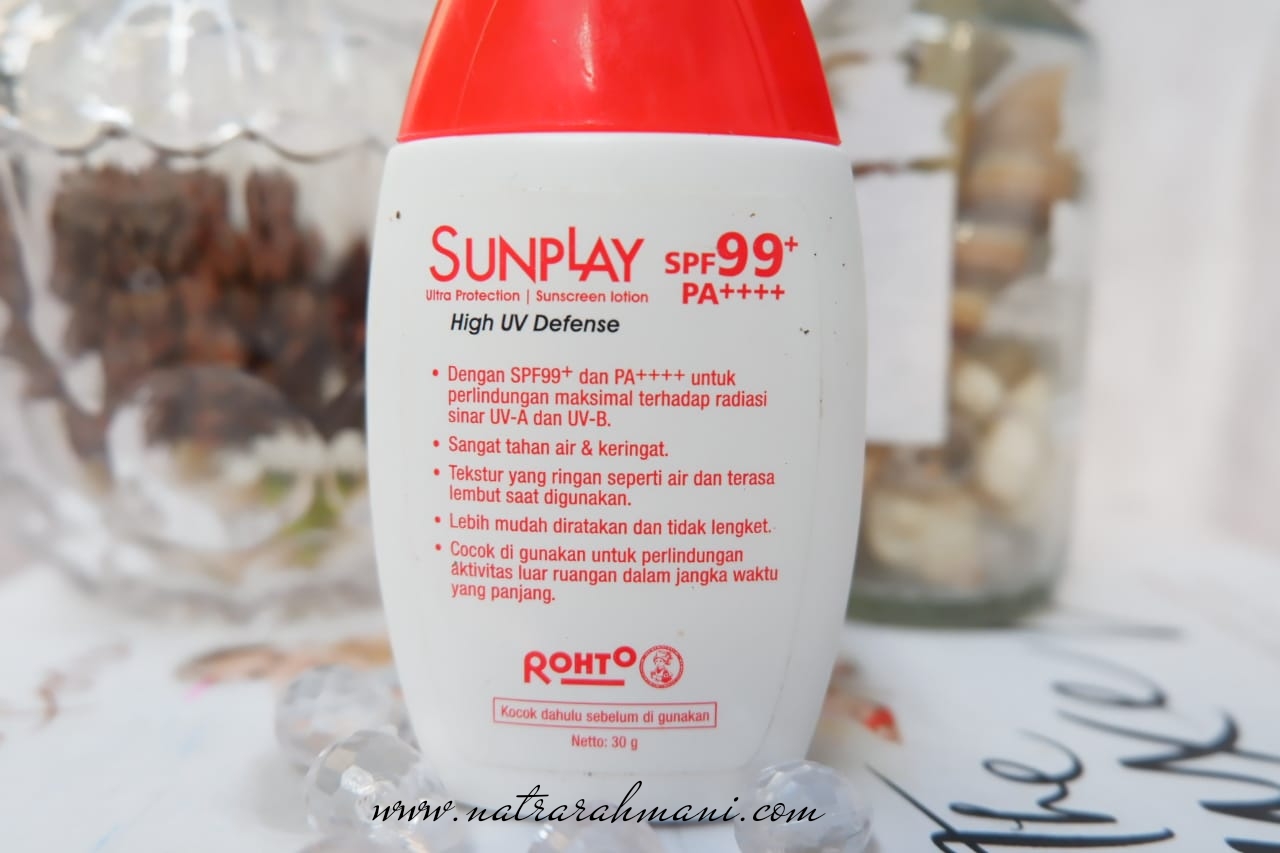 SUNPLAY SPF99+
PA++++
Ultra Protection | Sunscreen lotion
High UV Defense
• Dengan SPF99+ dan PA++++ untuk
perlindungan maksimal terhadap radiasi
sinar UV-A dan UV-B.
• Sangat tahan air & keringat.
• Tekstur yang ringan seperti air dan terasa
lembut saat digunakan.
• Lebih mudah diratakan dan tidak lengket.
• Cocok di gunakan untuk perlindungan
aktivitas luar ruangan dalam jangka waktu
yang panjang.
ROHTO
Kocok dahulu sebelum di gunakan
Netto: 30 g
www.natrarahmani.com
the